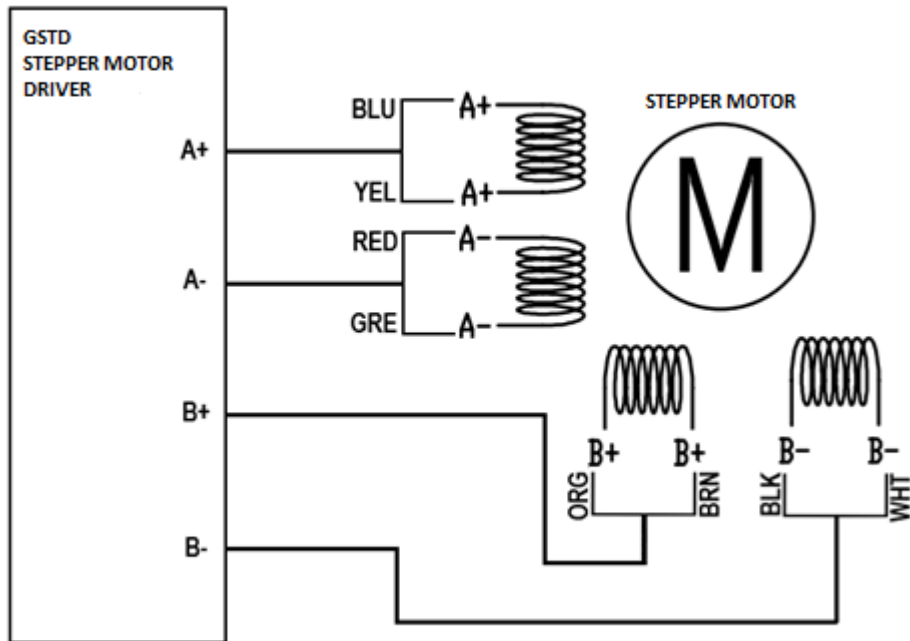 GSTD
STEPPER MOTOR
DRIVER
STEPPER MOTOR
M
A+
BLU A+
YEL A+
A-
RED A-
GRE A-
B+
B+ B+
ORG BRN
B- B-
BLK WHT
B-